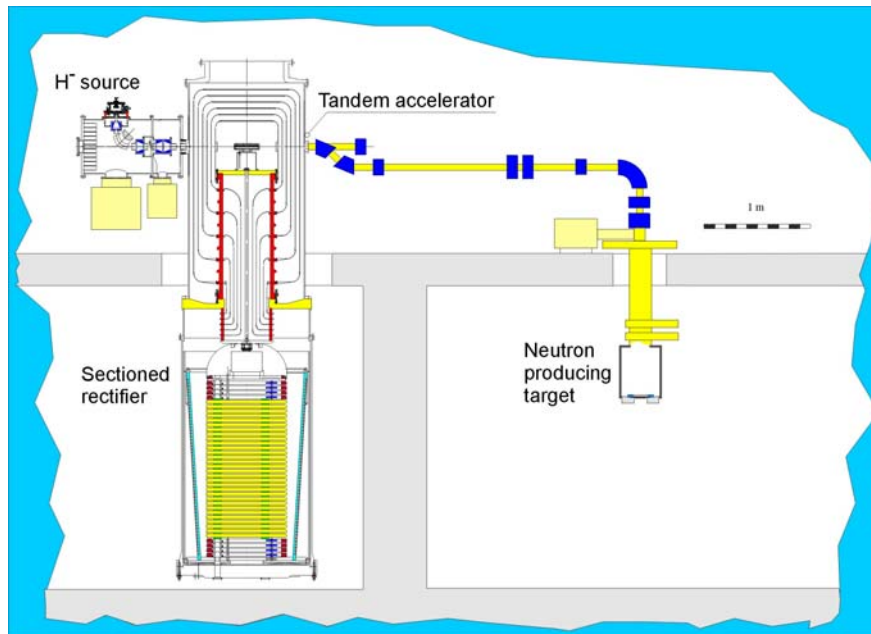 H⁻ source
Tandem accelerator
1 m
Sectioned
rectifier
Neutron
producing
target